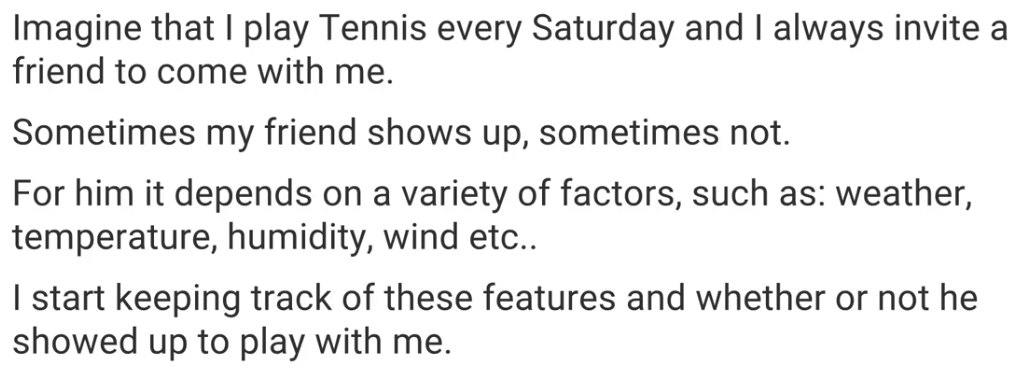 Imagine that I play Tennis every Saturday and I always invite a
friend to come with me.
Sometimes my friend shows up, sometimes not.
For him it depends on a variety of factors, such as: weather,
temperature, humidity, wind etc..
I start keeping track of these features and whether or not he
showed up to play with me.